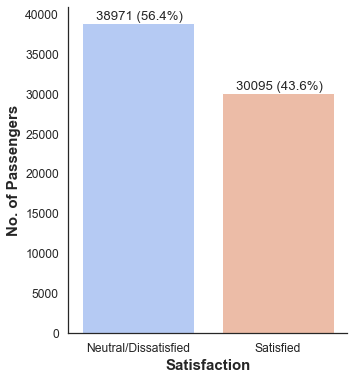 38971 (56.4%)
30095 (43.6%)
40000
35000
30000
25000
20000
15000
10000
5000
0
No. of Passengers
Neutral/Dissatisfied
Satisfied
Satisfaction